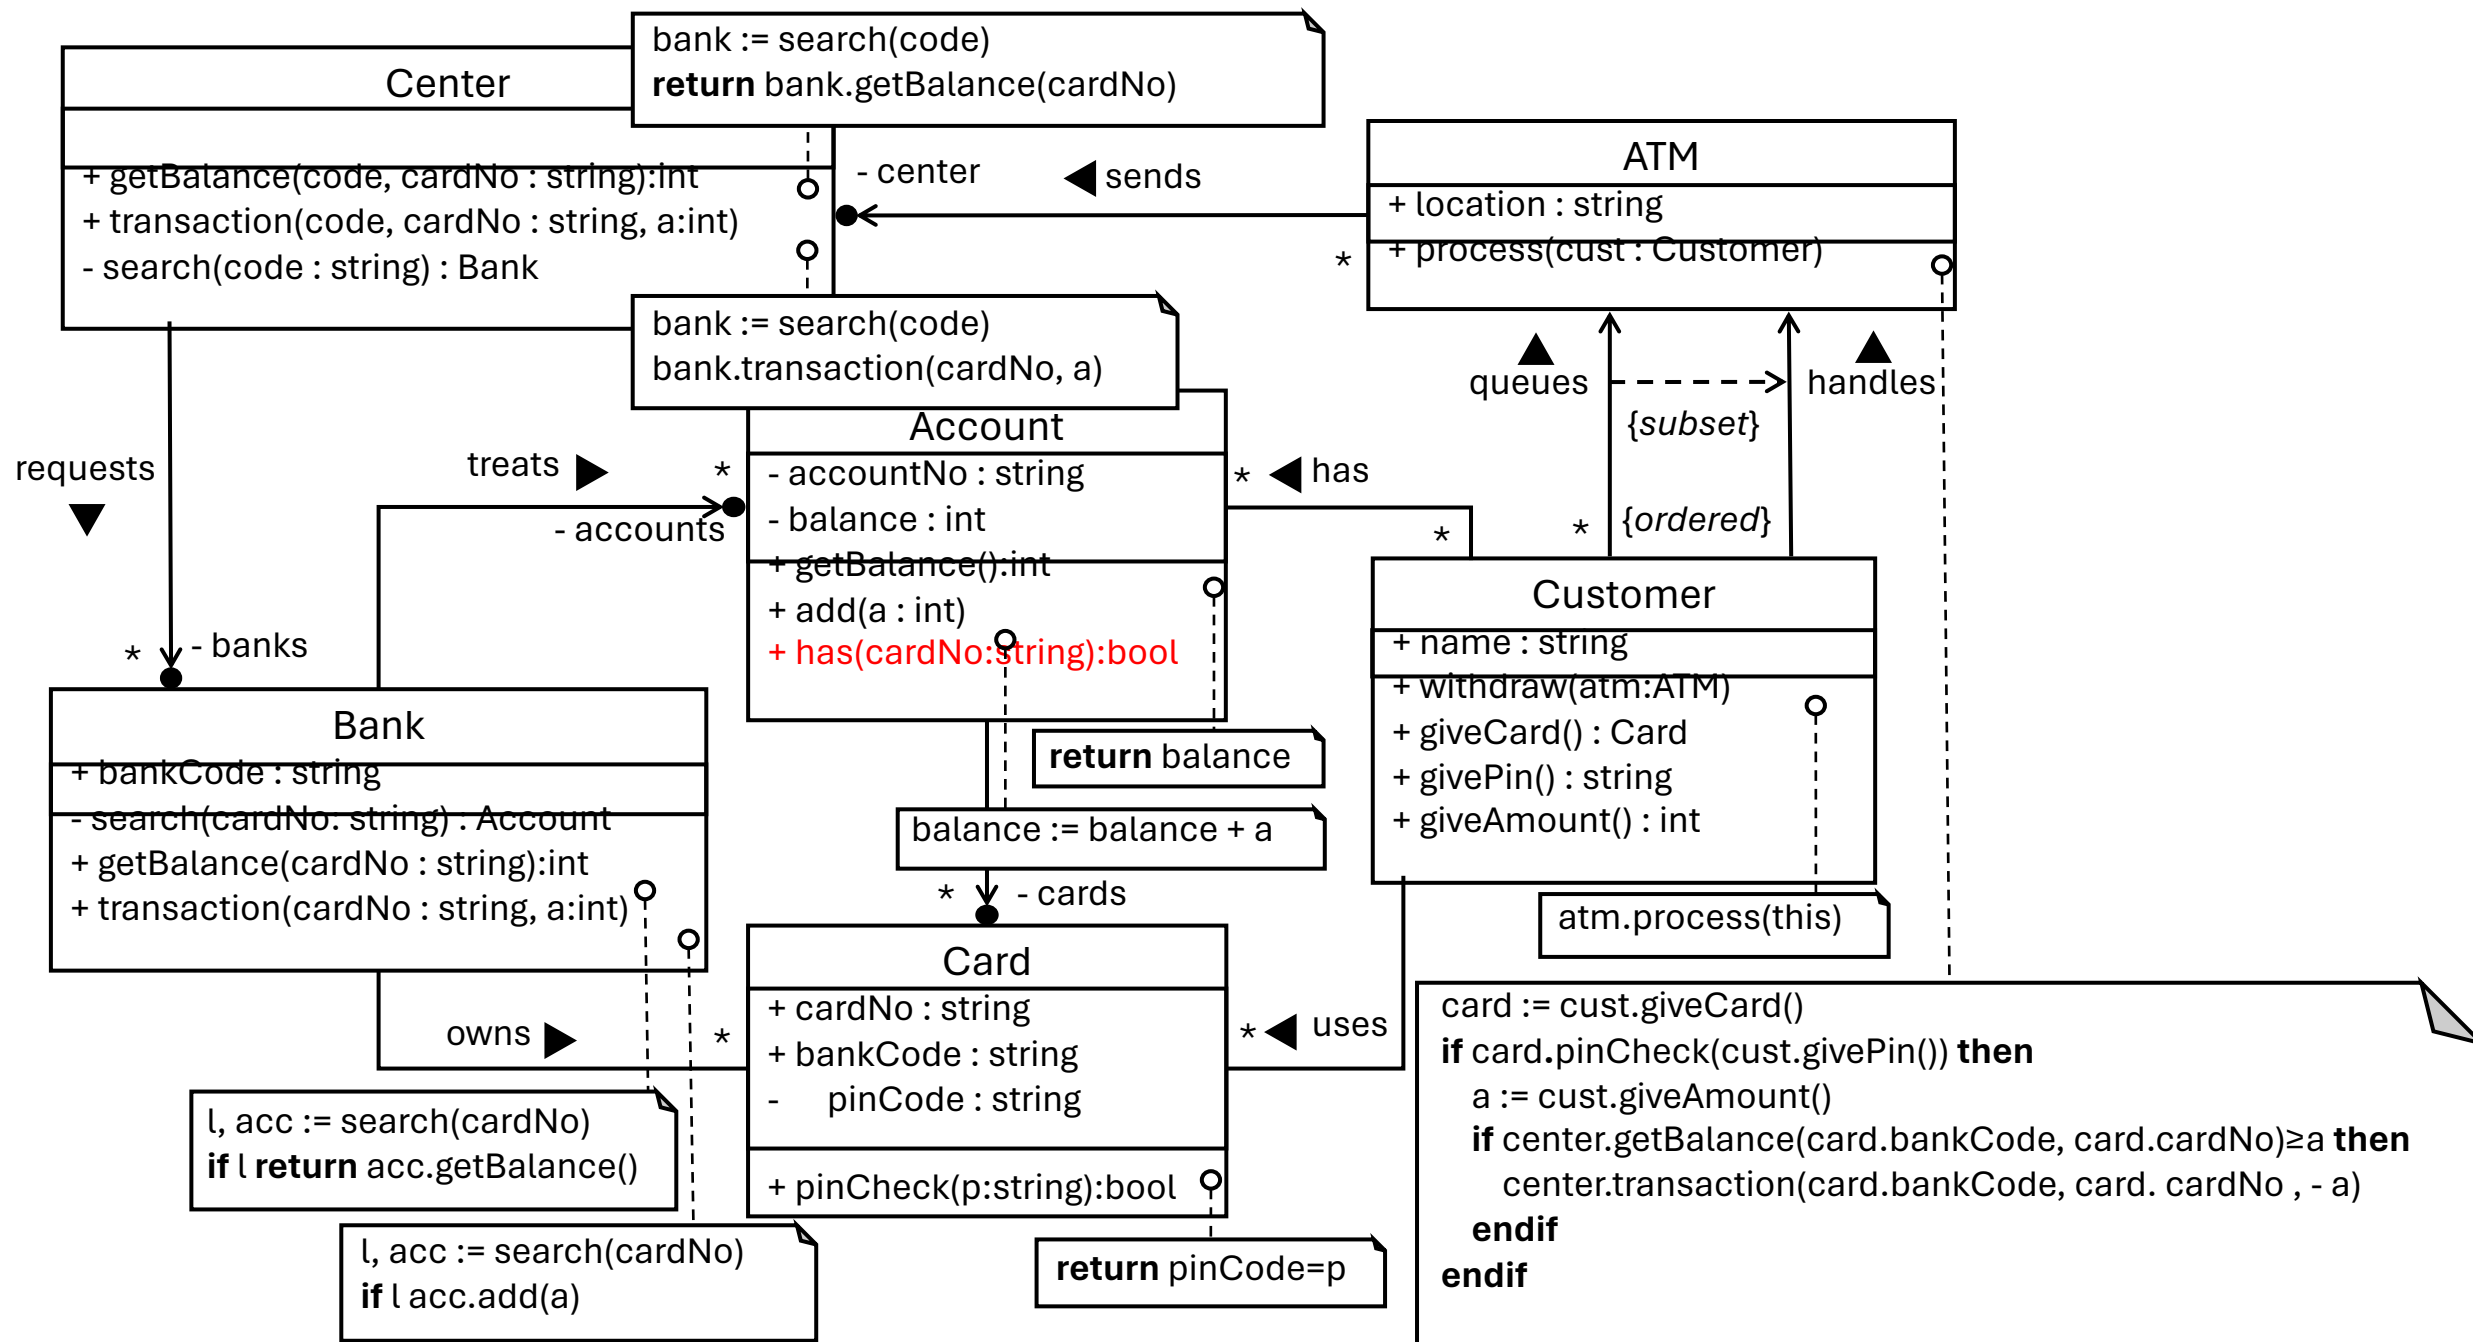 bank := search(code)
return bank.getBalance(cardNo)
Center
+ getBalance(code, cardNo : string):int
+ transaction(code, cardNo : string, a:int)
- search(code : string) : Bank
- center
sends
*
ATM
+ location : string
+ process(cust : Customer)
bank := search(code)
bank.transaction(cardNo, a)
queues
handles
{subset}
{ordered}
*
requests
treats
*
- accounts
Account
- accountNo : string
- balance : int
+ getBalance():int
+ add(a : int)
+ has(cardNo:string):bool
* has
*
* - banks
Bank
+ bankCode : string
- search(cardNo: string) : Account
+ getBalance(cardNo : string):int
+ transaction(cardNo : string, a:int)
return balance
balance := balance + a
* - cards
Customer
+ name : string
+ withdraw(atm:ATM)
+ giveCard() : Card
+ givePin() : string
+ giveAmount() : int
atm.process(this)
owns
*
Card
+ cardNo : string
+ bankCode : string
- pinCode : string
+ pinCheck(p:string):bool
* uses
l, acc := search(cardNo)
if l return acc.getBalance()
l, acc := search(cardNo)
if l acc.add(a)
return pinCode=p
card := cust.giveCard()
if card.pinCheck(cust.givePin()) then
a := cust.giveAmount()
if center.getBalance(card.bankCode, card.cardNo)≥a then
center.transaction(card.bankCode, card. cardNo , - a)
endif
endif